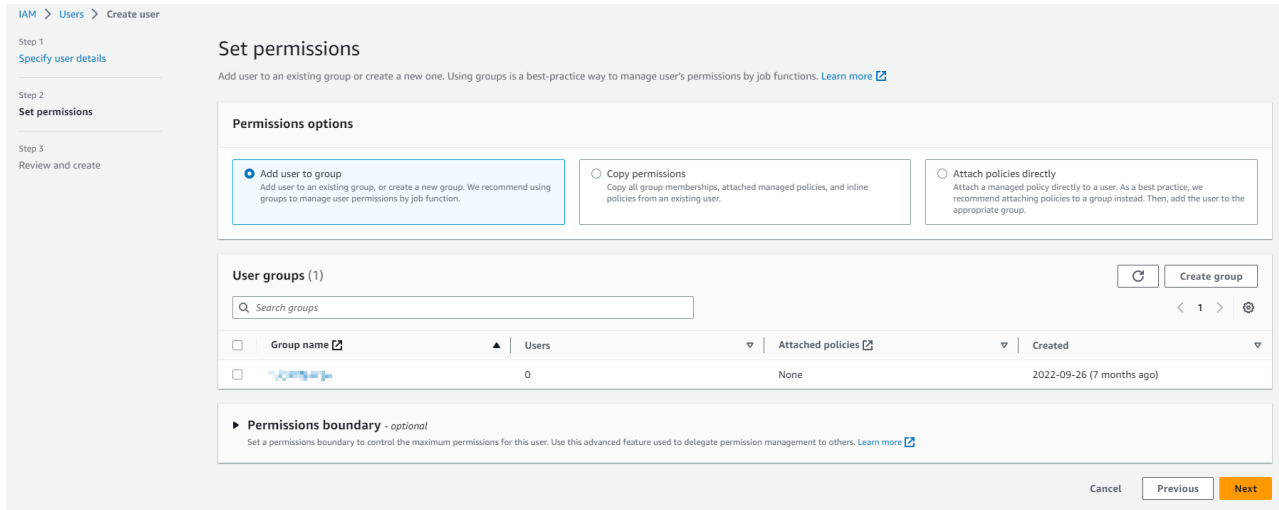 IAM > Users > Create user
Step 1
Specify user details
Step 2
Set permissions
Step 3
Review and create
Set permissions
Add user to an existing group or create a new one. Using groups is a best-practice way to manage user's permissions by job functions. Learn more
Permissions options
Add user to group
Add user to an existing group, or create a new group. We recommend using
groups to manage user permissions by job function.
Copy permissions
Copy all group memberships, attached managed policies, and inline
policies from an existing user.
Attach policies directly
Attach a managed policy directly to a user. As a best practice, we
recommend attaching policies to a group instead. Then, add the user to the
appropriate group.
User groups (1)
Create group
Search groups
< 1 >
Group name Users Attached policies Created
0 None 2022-09-26 (7 months ago)
Permissions boundary - optional
Set a permissions boundary to control the maximum permissions for this user. Use this advanced feature used to delegate permission management to others. Learn more
Cancel Previous Next